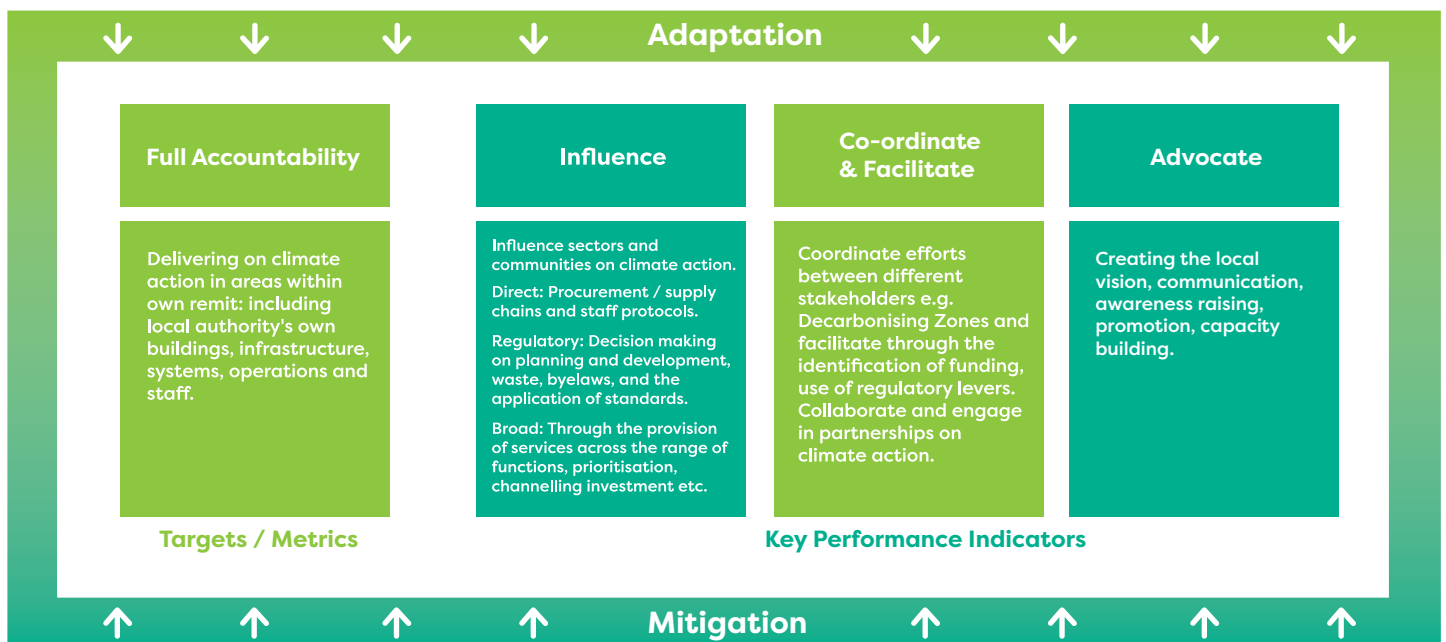 Adaptation
Full Accountability
Delivering on climate
action in areas within
own remit: including
local authority's own
buildings, infrastructure,
systems, operations and
staff.
Targets / Metrics
Influence
Influence sectors and
communities on climate action.
Direct: Procurement / supply
chains and staff protocols.
Regulatory: Decision making
on planning and development,
waste, byelaws, and the
application of standards.
Broad: Through the provision
of services across the range of
functions, prioritisation,
channelling investment etc.
Co-ordinate
& Facilitate
Coordinate efforts
between different
stakeholders e.g.
Decarbonising Zones and
facilitate through the
identification of funding,
use of regulatory levers.
Collaborate and engage
in partnerships on
climate action.
Advocate
Creating the local
vision, communication,
awareness raising,
promotion, capacity
building.
Key Performance Indicators
Mitigation